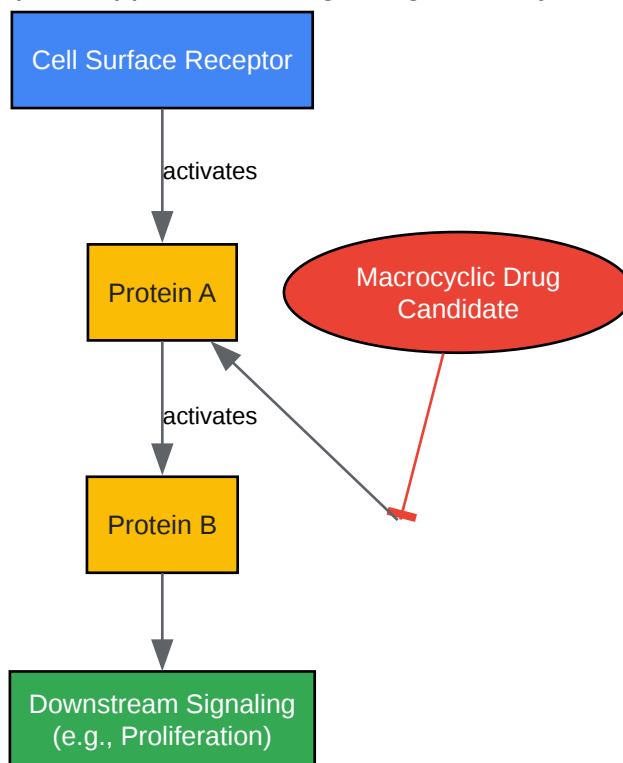 Cell Surface Receptor
activates
Protein A
Macrocyclic Drug
Candidate
activates
Protein B
Downstream Signaling
(e.g., Proliferation)